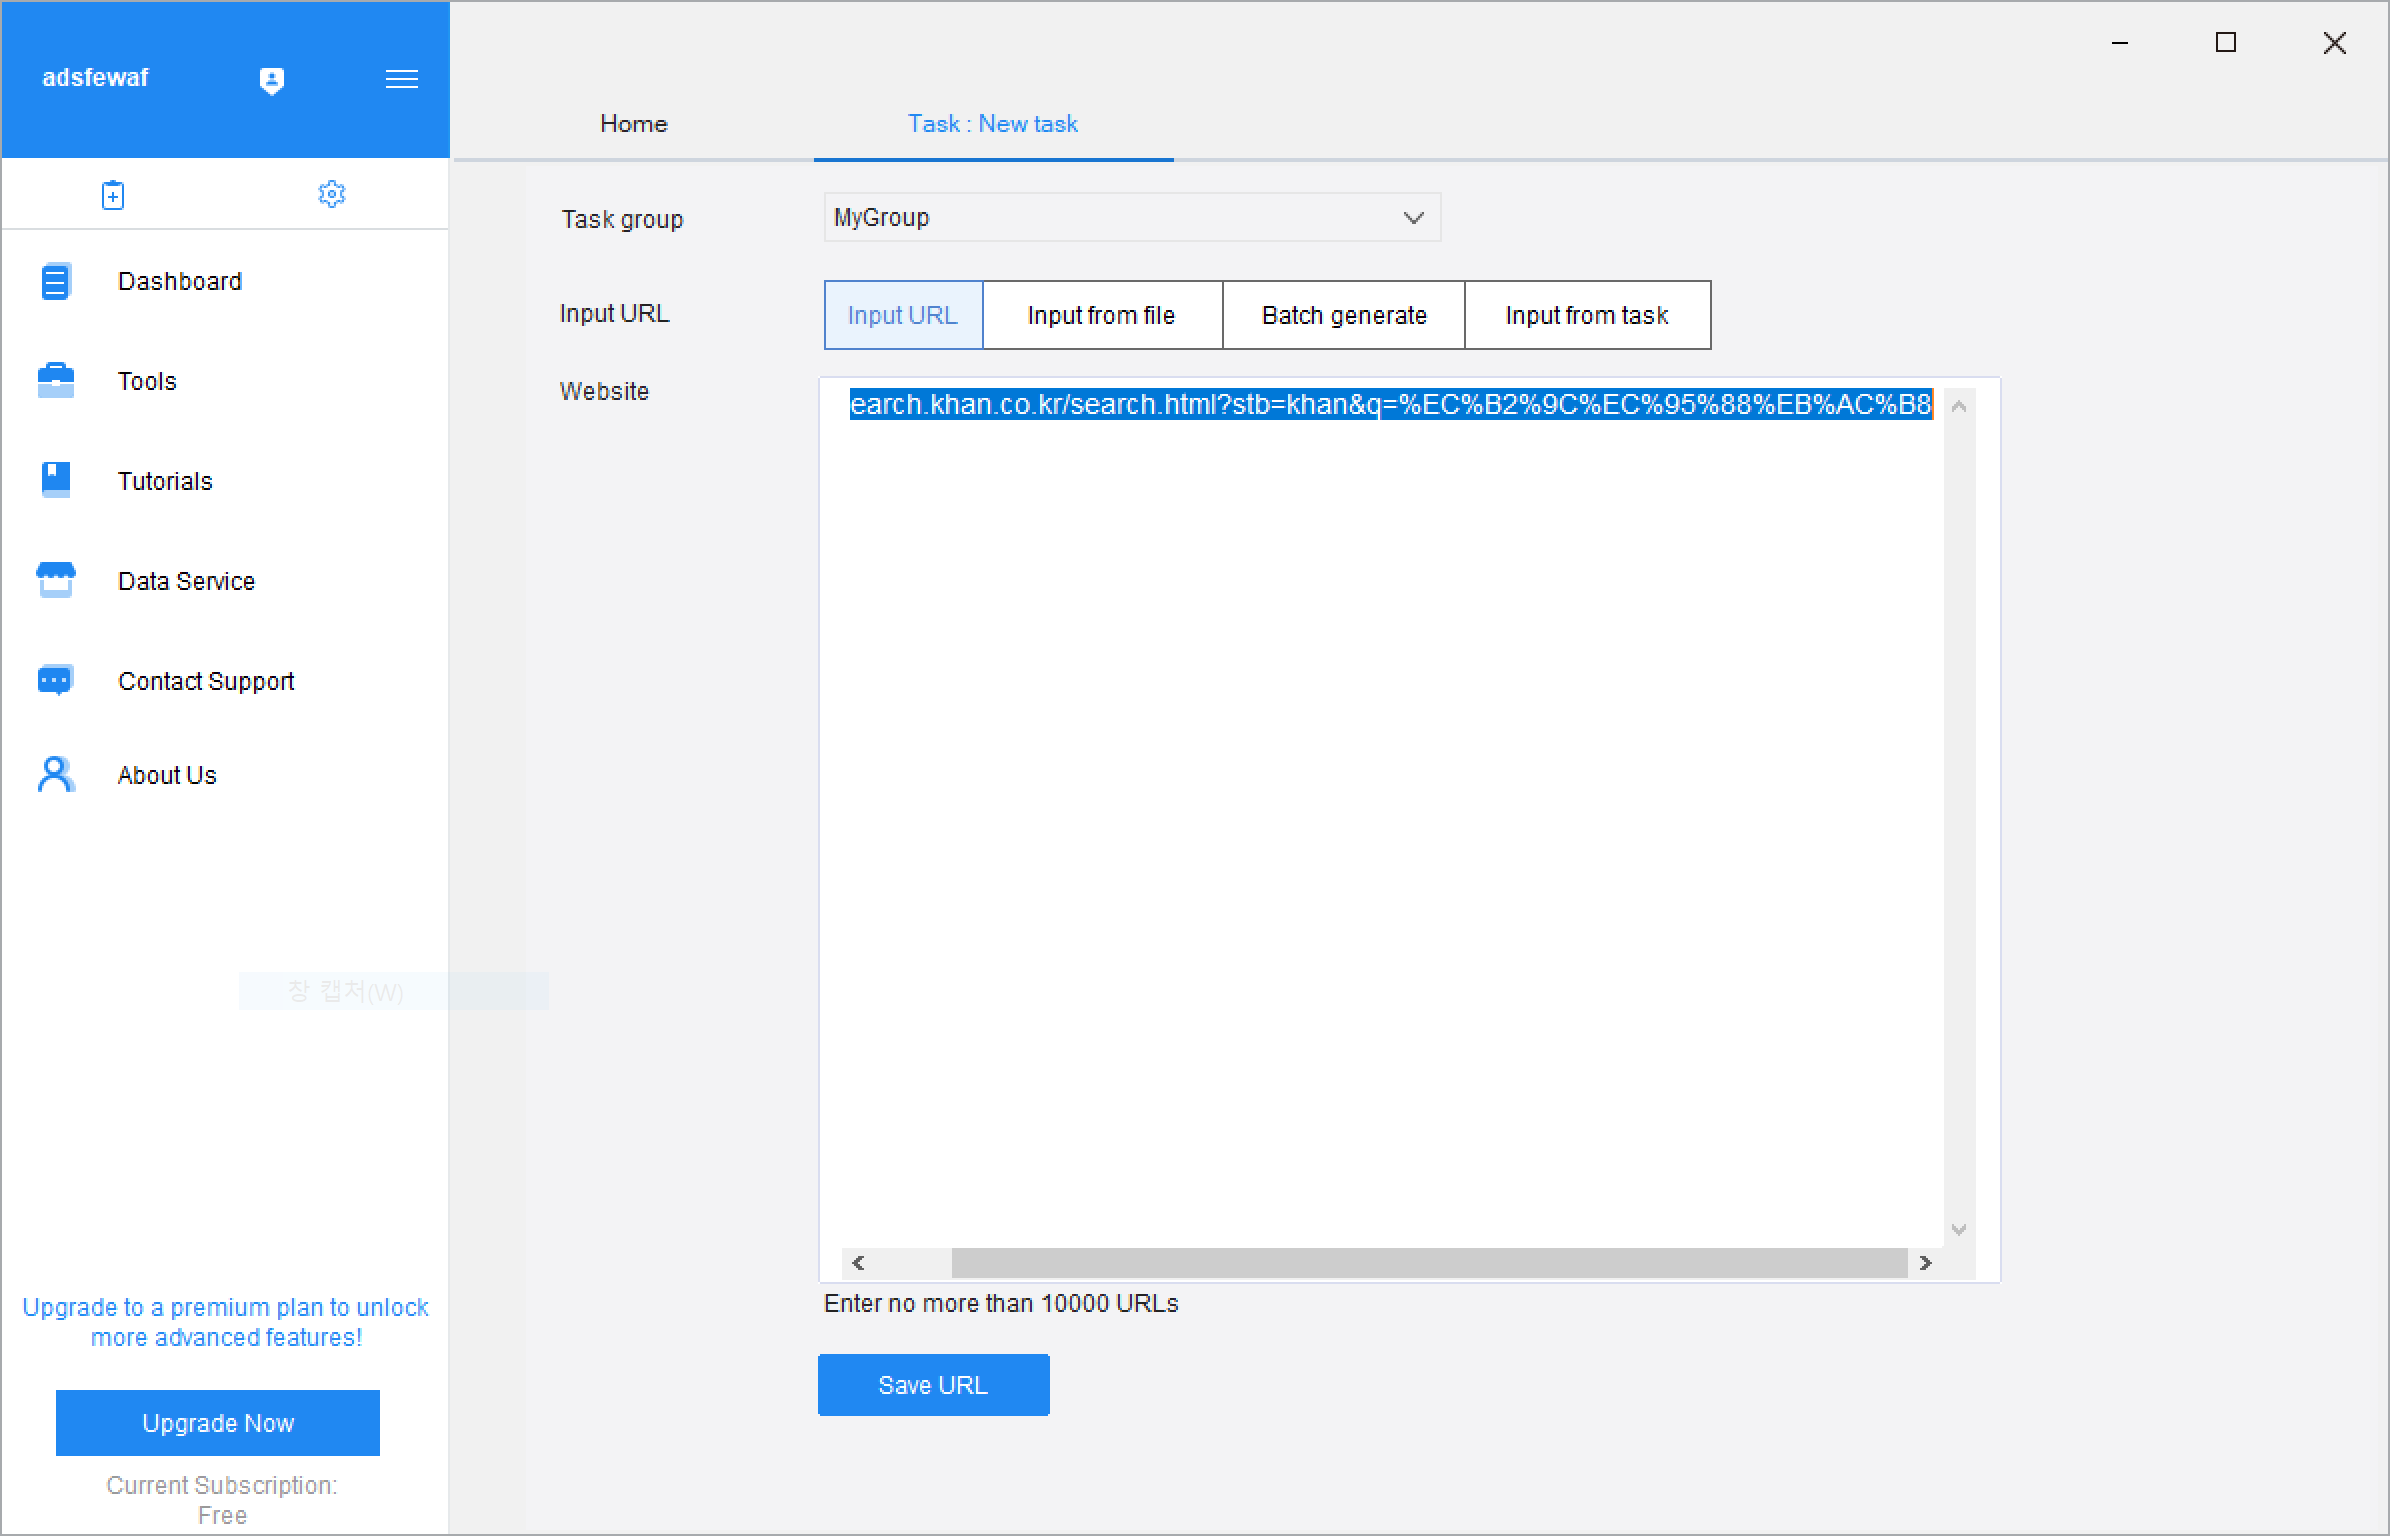 adsfewaf
Home
Task : New task
Task group
MyGroup
Input URL
Input URL
Input from file
Batch generate
Input from task
Website
earch.khan.co.kr/search.html?stb=khan&q=%EC%B2%9C%EC%95%88%EB%AC%B8
Dashboard
Tools
Tutorials
Data Service
Contact Support
About Us
창 캡처(W)
Enter no more than 10000 URLs
Save URL
Upgrade to a premium plan to unlock
more advanced features!
Upgrade Now
Current Subscription:
Free